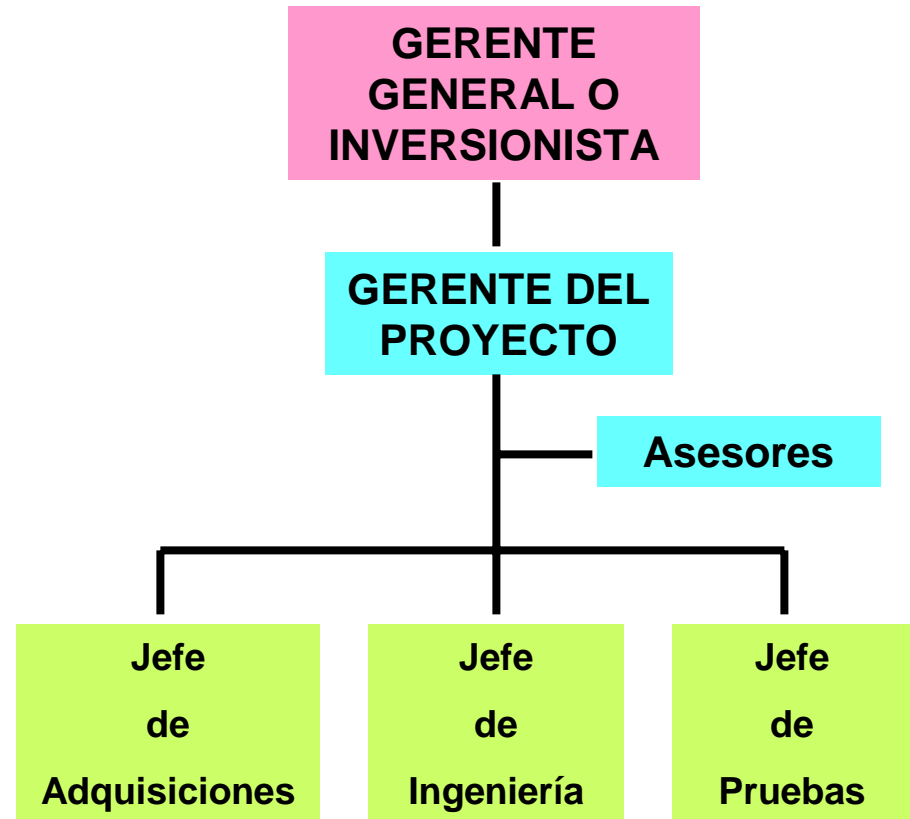 GERENTE
GENERAL O
INVERSIONISTA
GERENTE DEL
PROYECTO
Asesores
Jefe
de
Adquisiciones
Jefe
de
Ingeniería
Jefe
de
Pruebas